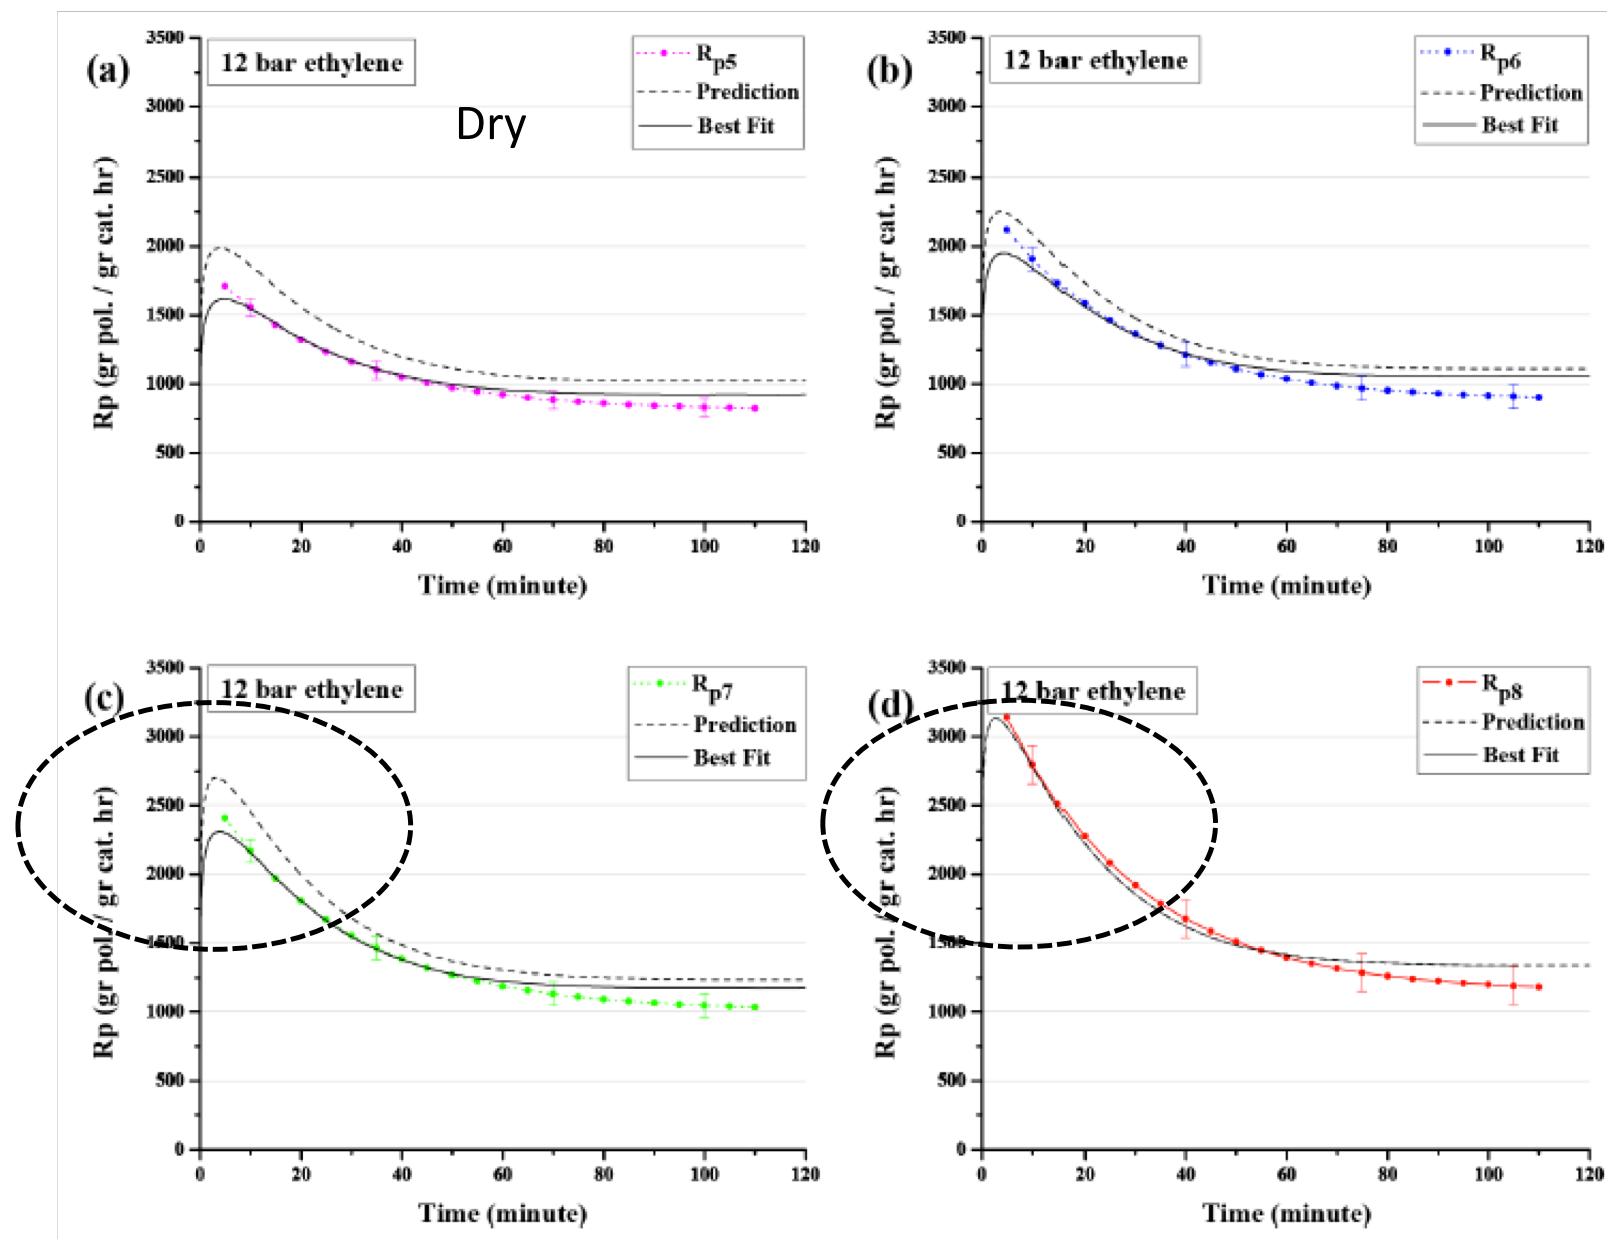 (a)
12 bar ethylene
Dry
Rp5
Prediction
Best Fit
3500
3000
2500
2000
1500
1000
500
0
Rp (gr pol. / gr cat. hr)
0 20 40 60 80 100 120
Time (minute)
(b)
12 bar ethylene
Rp6
Prediction
Best Fit
3500
3000
2500
2000
1500
1000
500
0
Rp (gr pol. / gr cat. hr)
0 20 40 60 80 100 120
Time (minute)
(c)
12 bar ethylene
Rp7
Prediction
Best Fit
3500
3000
2500
2000
1500
1000
500
0
Rp (gr pol. / gr cat. hr)
0 20 40 60 80 100 120
Time (minute)
(d)
12 bar ethylene
Rp8
Prediction
Best Fit
3500
3000
2500
2000
1500
1000
500
0
Rp (gr pol. / gr cat. hr)
0 20 40 60 80 100 120
Time (minute)